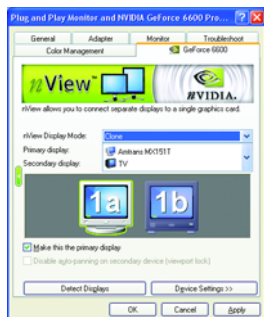 Plug and Play Monitor and NVIDIA GeForce 6600 Pro...
General Adapter Monitor Troubleshoot
Color Management GeForce 6600
nView
NVIDIA.
nView allows you to connect separate displays to a single graphics card.
nView Display Mode: Clone
Primary display: Amtrans MX151T
Secondary display: TV
1a 1b
Make this the primary display
Disable auto-panning on secondary device (viewport lock)
Detect Displays Device Settings >>
OK Cancel Apply